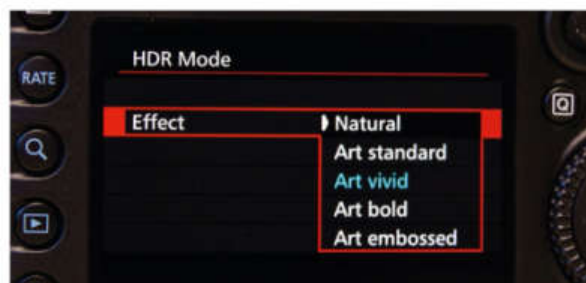 HDR Mode
RATE
Effect Natural
Art standard
Art vivid
Art bold
Art embossed
Q